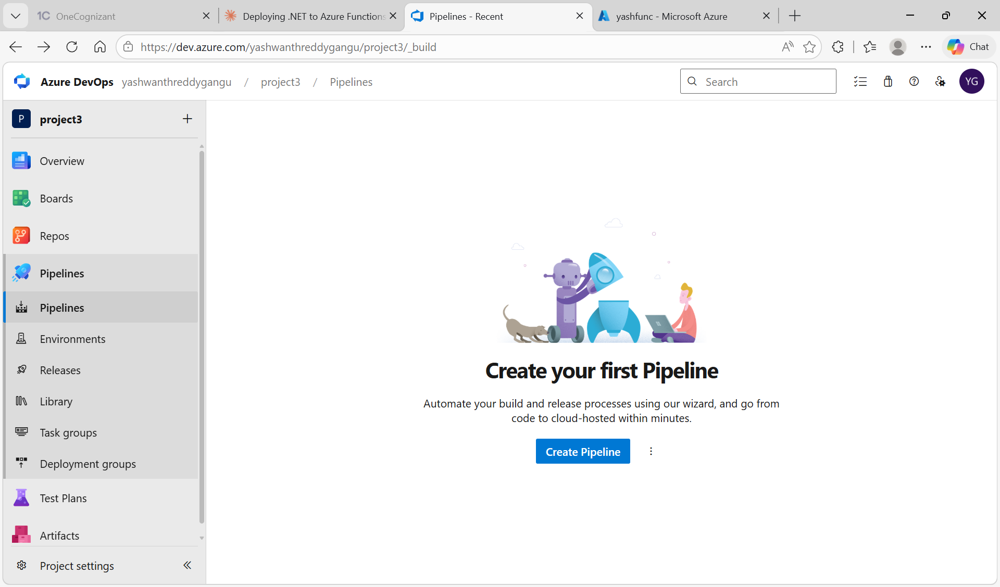 OneCognizant
Deploying .NET to Azure Functions
Pipelines - Recent
yashfunc - Microsoft Azure
https://dev.azure.com/yashwanthreddygangu/project3/_build
Chat
Azure DevOps yashwanthreddygangu / project3 / Pipelines
Search
YG
P project3
Overview
Boards
Repos
Pipelines
Pipelines
Environments
Releases
Library
Task groups
Deployment groups
Test Plans
Artifacts
Project settings
Create your first Pipeline
Automate your build and release processes using our wizard, and go from
code to cloud-hosted within minutes.
Create Pipeline